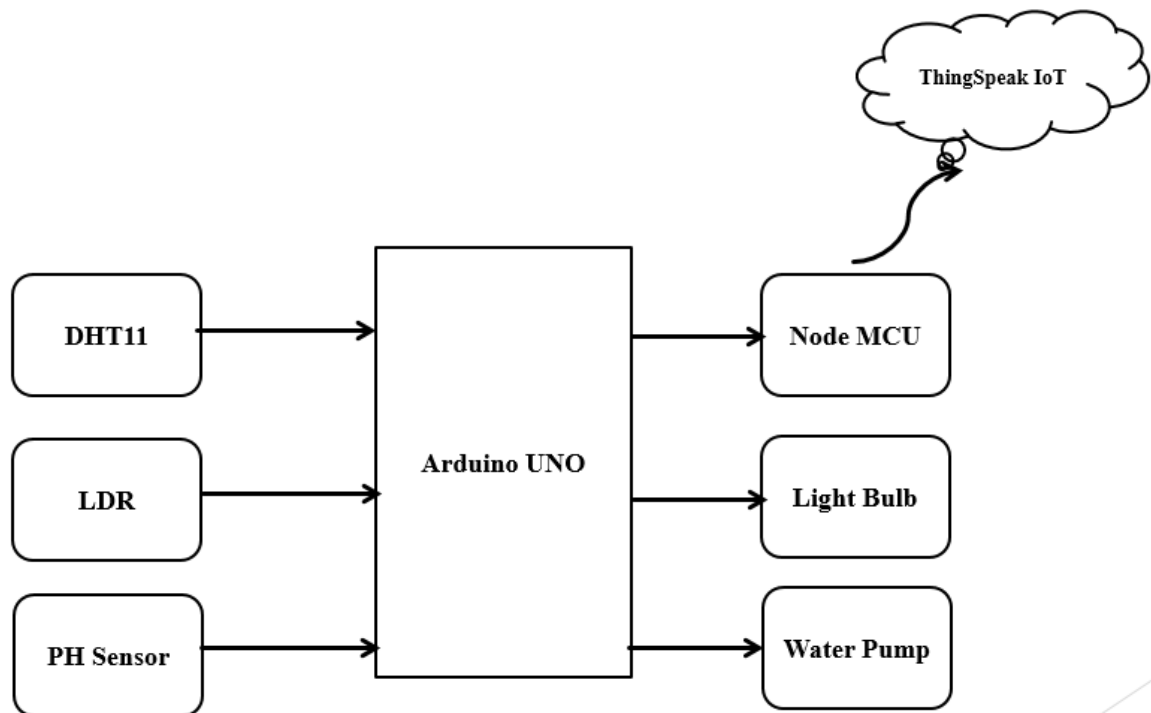 ThingSpeak IoT
DHT11
Node MCU
Arduino UNO
LDR
Light Bulb
PH Sensor
Water Pump